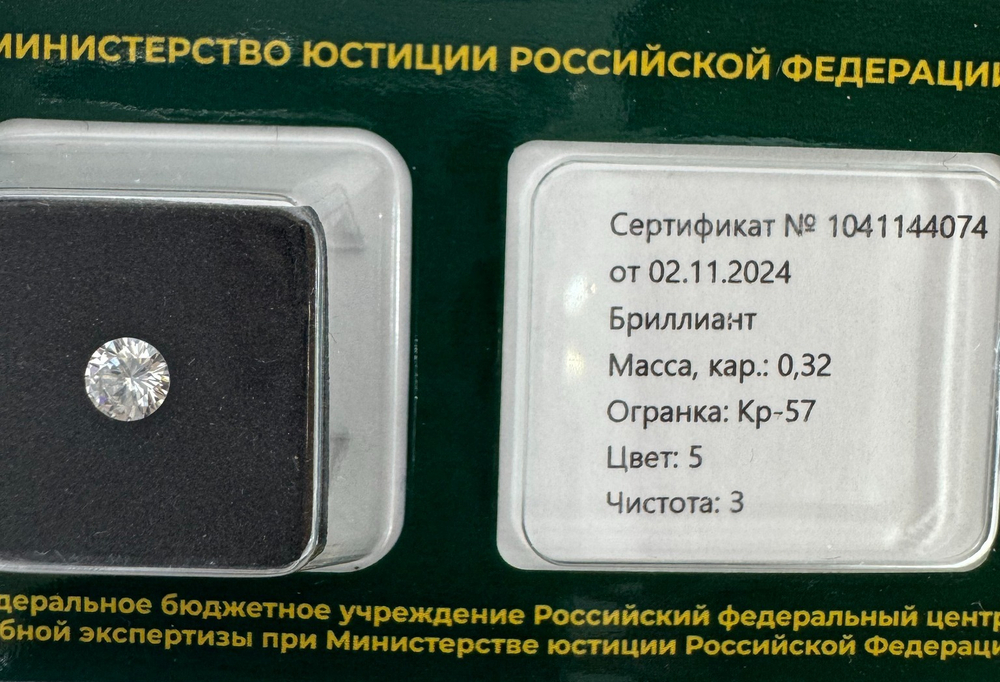 МИНИСТЕРСТВО ЮСТИЦИИ РОССИЙСКОЙ ФЕДЕРАЦИИ
Сертификат № 1041144074
от 02.11.2024
Бриллиант
Масса, кар.: 0,32
Огранка: Кр-57
Цвет: 5
Чистота: 3
деральное бюджетное учреждение Российский федеральный центр
бной экспертизы при Министерстве юстиции Российской Федераци